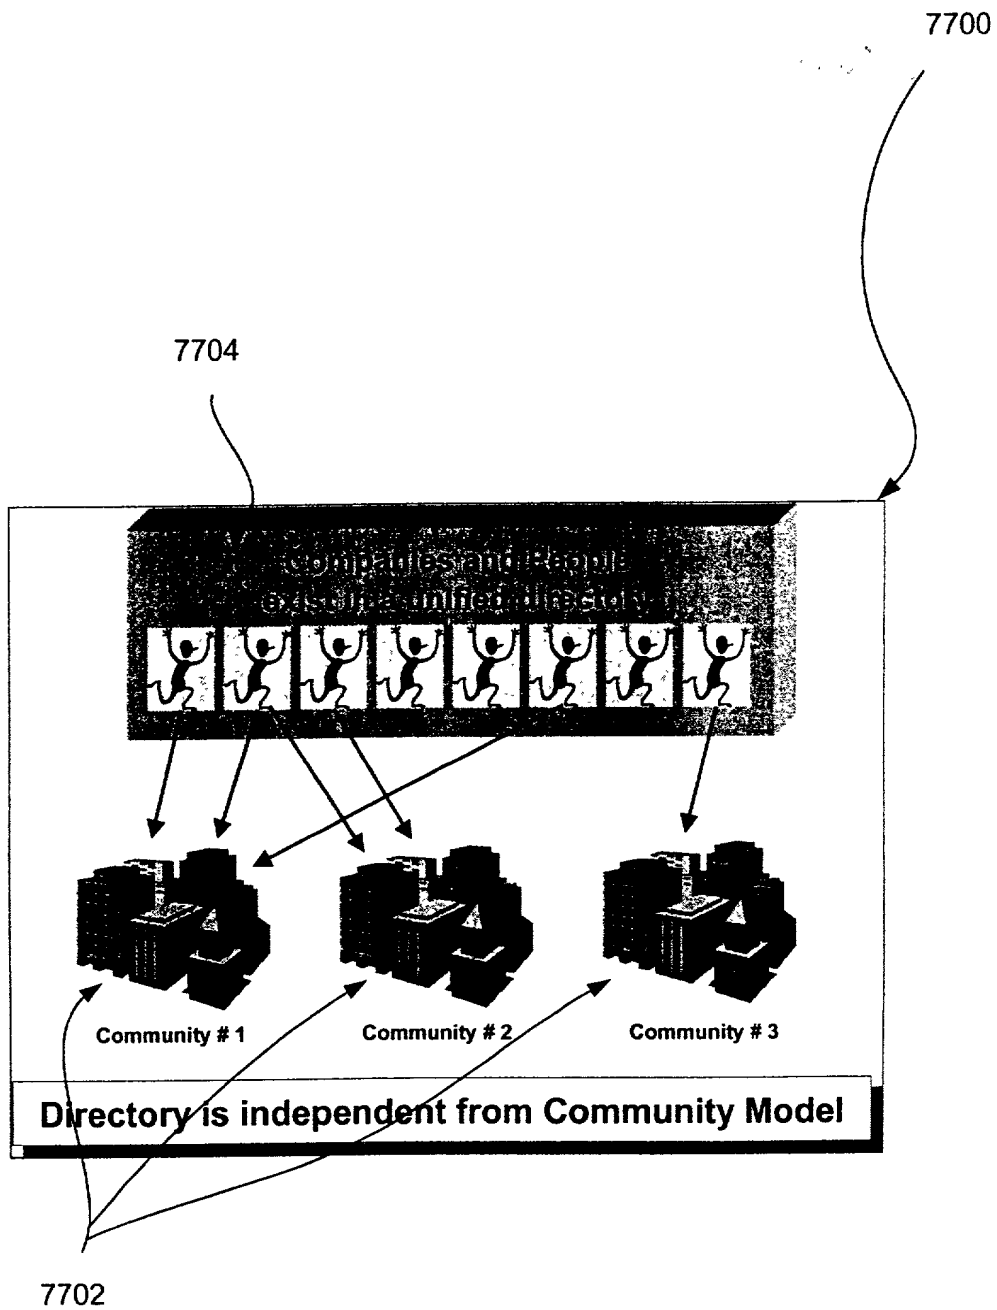 7700
7704
Companies and People
exist in a unified directory
Community # 1
Community # 2
Community # 3
Directory is independent from Community Model
7702